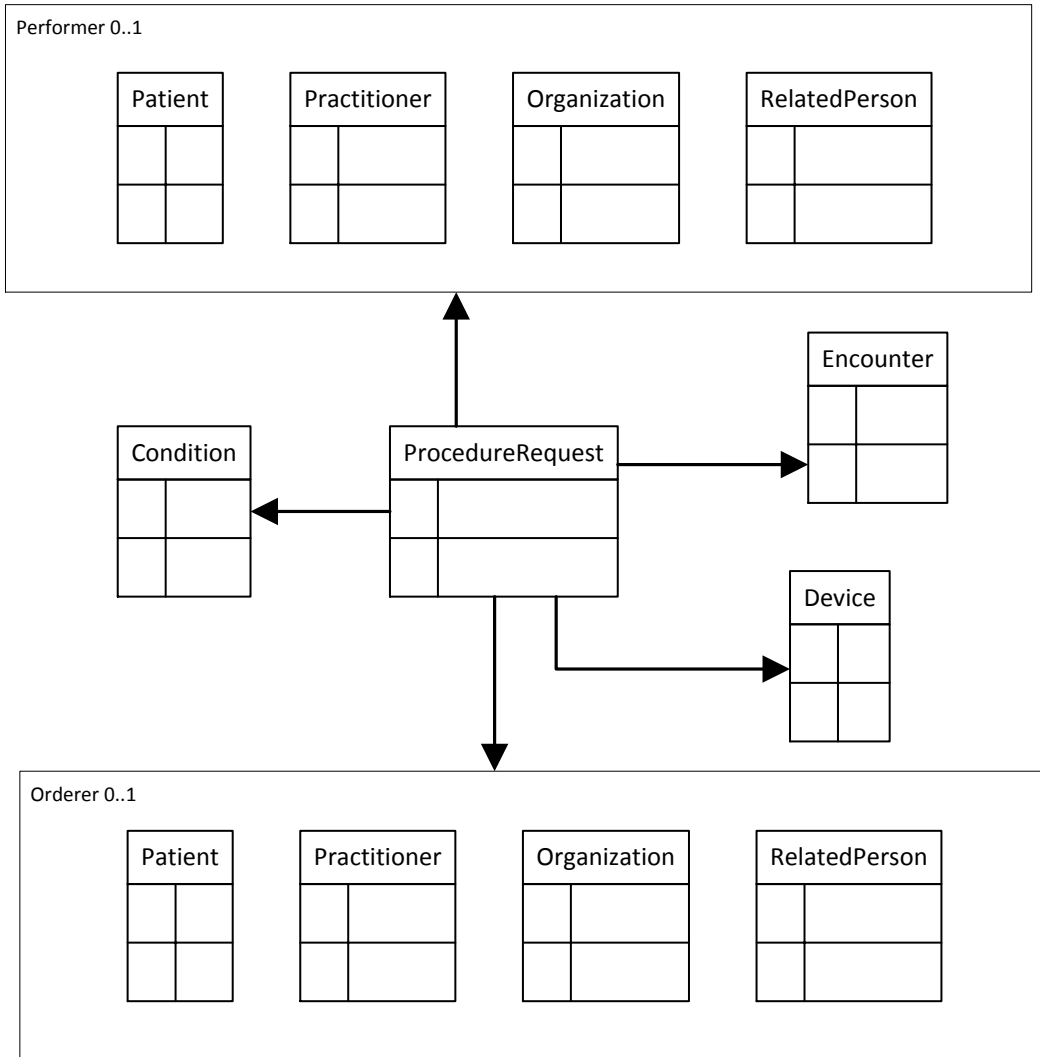 Performer 0..1
Patient
Practitioner
Organization
RelatedPerson
Encounter
Condition
ProcedureRequest
Device
Orderer 0..1
Patient
Practitioner
Organization
RelatedPerson